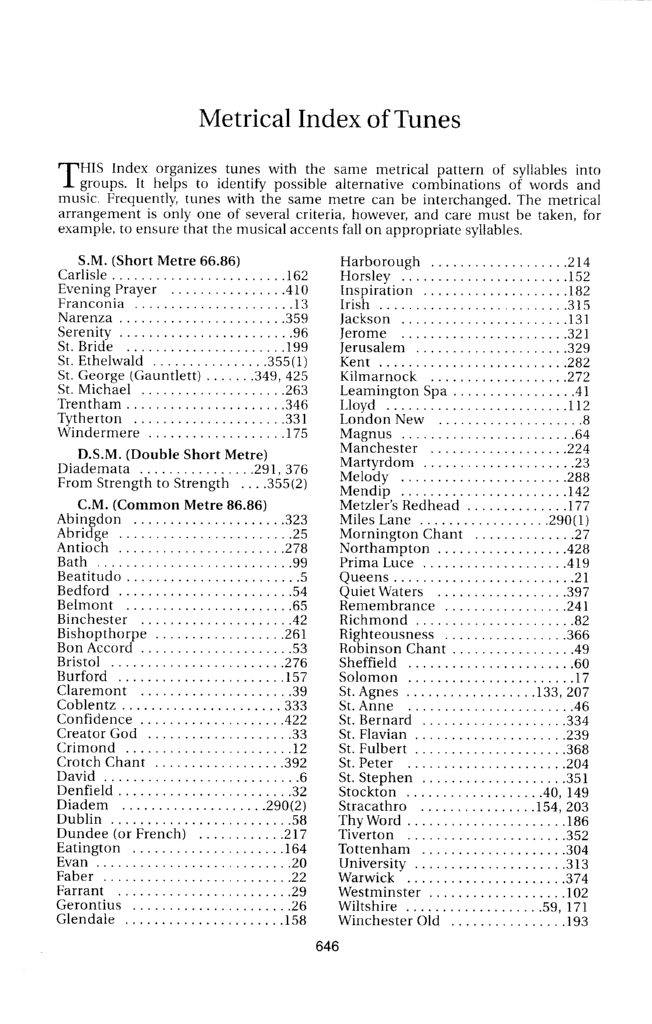 Metrical Index of Tunes
THIS Index organizes tunes with the same metrical pattern of syllables into
groups. It helps to identify possible alternative combinations of words and
music. Frequently, tunes with the same metre can be interchanged. The metrical
arrangement is only one of several criteria, however, and care must be taken, for
example, to ensure that the musical accents fall on appropriate syllables.
S.M. (Short Metre 66.86)
Carlisle ........................162
Evening Prayer ................410
Franconia ......................13
Narenza .......................359
Serenity ........................96
St. Bride ......................199
St. Ethelwald ................355(1)
St. George (Gauntlett) .......349, 425
St. Michael ....................263
Trentham ......................346
Tytherton .....................331
Windermere ...................175
D.S.M. (Double Short Metre)
Diademata ................291, 376
From Strength to Strength ....355(2)
C.M. (Common Metre 86.86)
Abingdon .....................323
Abridge ........................25
Antioch .......................278
Bath ...........................99
Beatitudo ........................5
Bedford ........................54
Belmont .......................65
Binchester .....................42
Bishopthorpe ..................261
Bon Accord .....................53
Bristol ........................276
Burford .......................157
Claremont .....................39
Coblentz ...................... 333
Confidence ....................422
Creator God ....................33
Crimond .......................12
Crotch Chant ..................392
David ...........................6
Denfield ........................32
Diadem ....................290(2)
Dublin .........................58
Dundee (or French) ............217
Eatington .....................164
Evan ...........................20
Faber ..........................22
Farrant ........................29
Gerontius ......................26
Glendale ......................158
Harborough ...................214
Horsley .......................152
Inspiration ....................182
Irish ..........................315
Jackson .......................131
Jerome .......................321
Jerusalem .....................329
Kent ..........................282
Kilmarnock ...................272
Leamington Spa .................41
Lloyd .........................112
London New ....................8
Magnus ........................64
Manchester ...................224
Martyrdom .....................23
Melody .......................288
Mendip .......................142
Metzler's Redhead ..............177
Miles Lane ..................290(1)
Mornington Chant ..............27
Northampton ..................428
Prima Luce ....................419
Queens .........................21
Quiet Waters ..................397
Remembrance .................241
Richmond ......................82
Righteousness .................366
Robinson Chant .................49
Sheffield .......................60
Solomon .......................17
St. Agnes ..................133, 207
St. Anne .......................46
St. Bernard ....................334
St. Flavian .....................239
St. Fulbert .....................368
St. Peter .......................204
St. Stephen ....................351
Stockton ...................40, 149
Stracathro ................154, 203
Thy Word ......................186
Tiverton ......................352
Tottenham ....................304
University .....................313
Warwick ......................374
Westminster ...................102
Wiltshire ...................59, 171
Winchester Old ................193
646